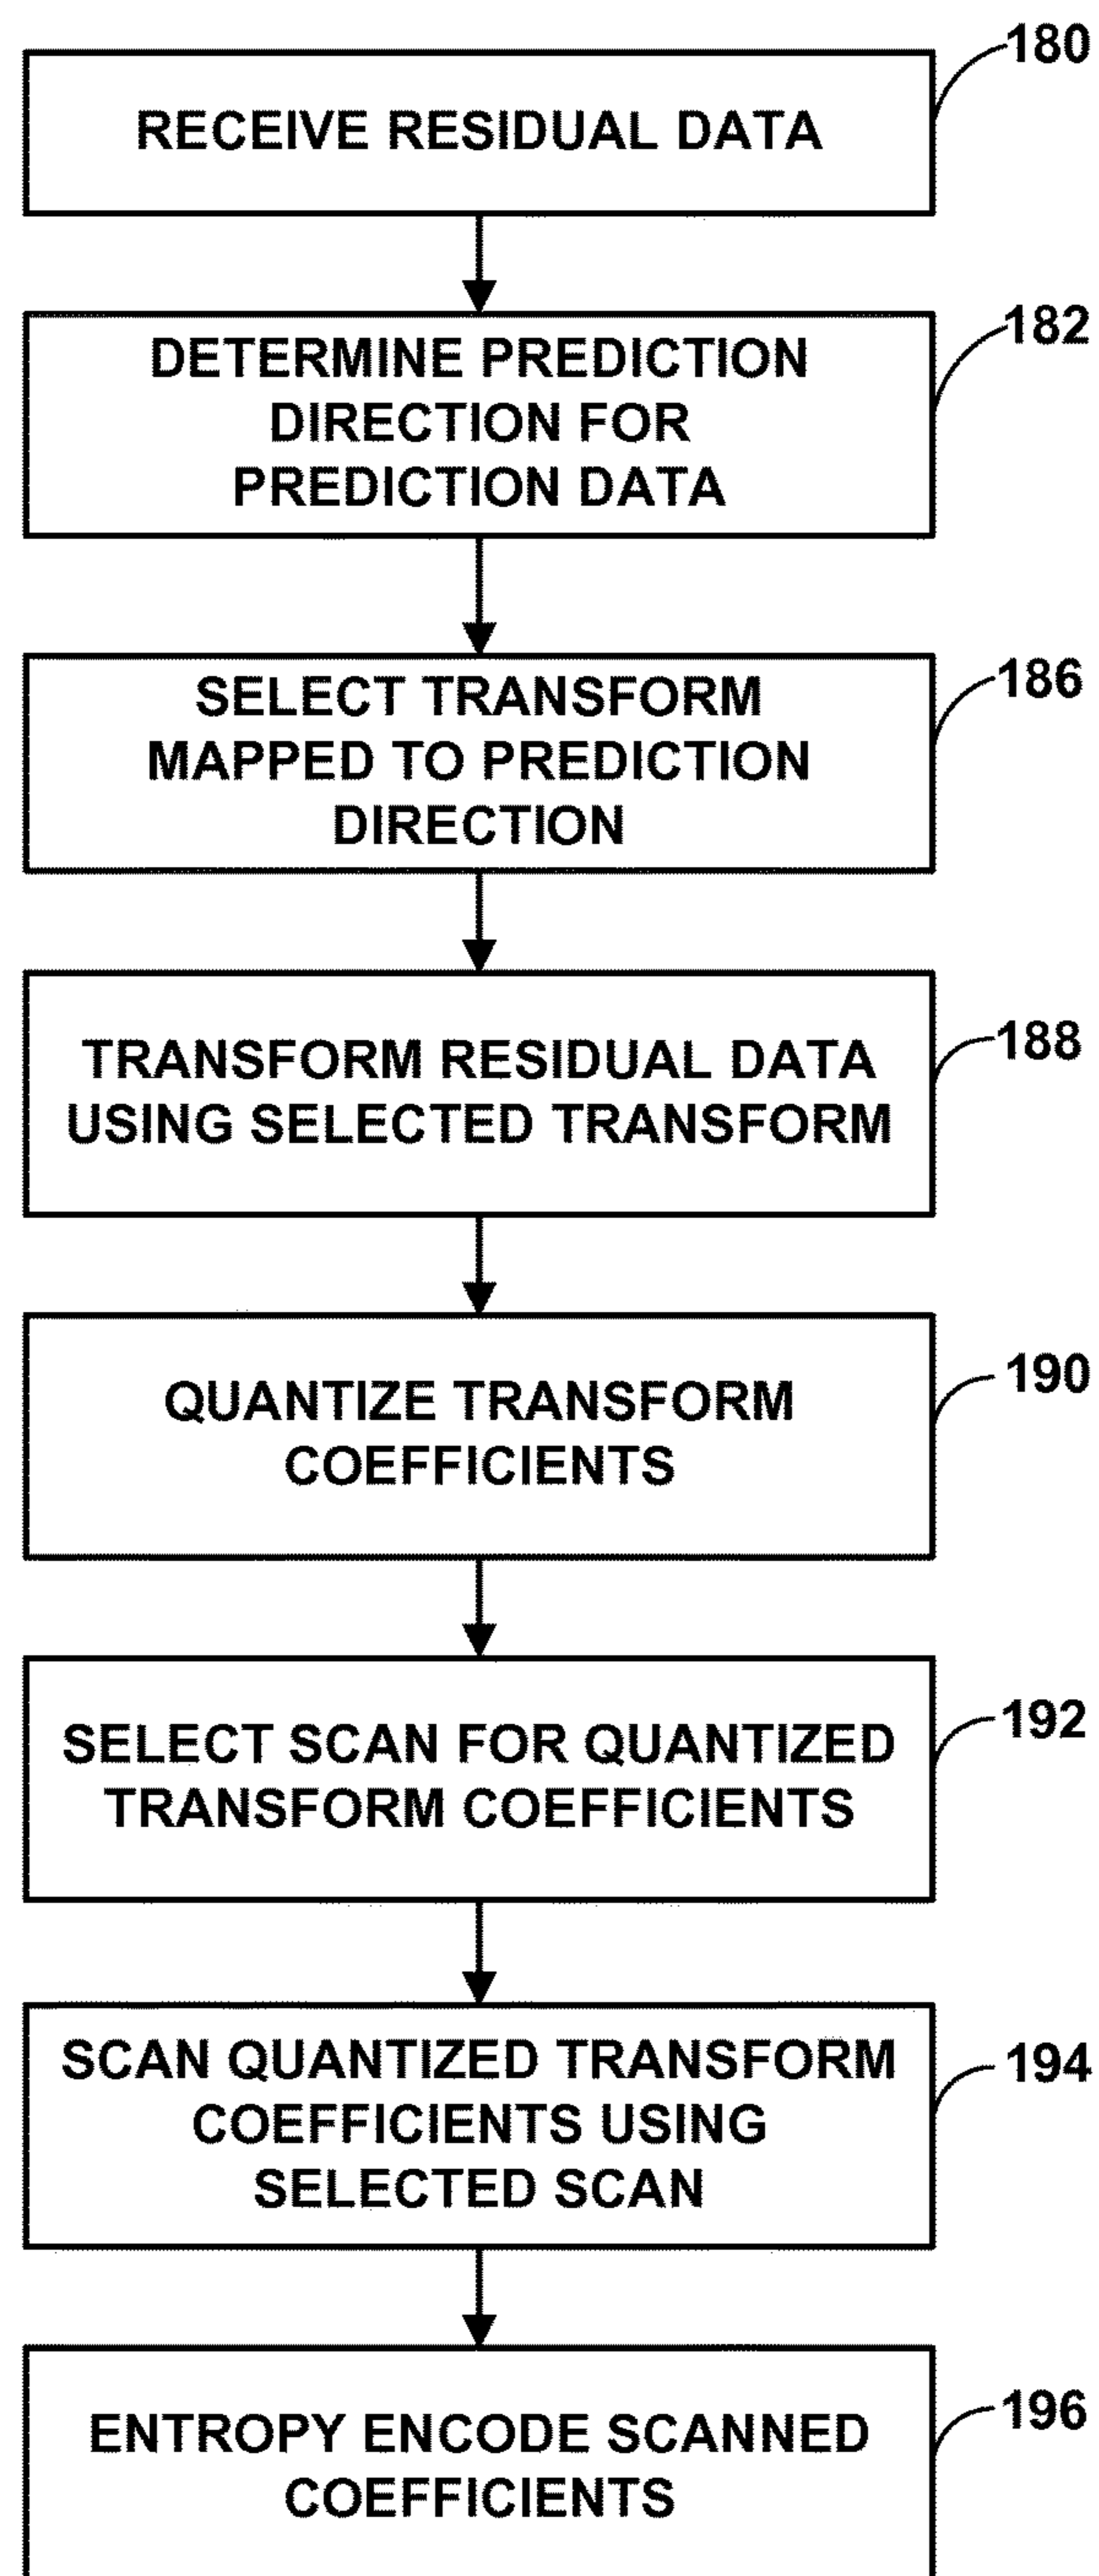 180
RECEIVE RESIDUAL DATA
182
DETERMINE PREDICTION
DIRECTION FOR
PREDICTION DATA
186
SELECT TRANSFORM
MAPPED TO PREDICTION
DIRECTION
188
TRANSFORM RESIDUAL DATA
USING SELECTED TRANSFORM
190
QUANTIZE TRANSFORM
COEFFICIENTS
192
SELECT SCAN FOR QUANTIZED
TRANSFORM COEFFICIENTS
194
SCAN QUANTIZED TRANSFORM
COEFFICIENTS USING
SELECTED SCAN
196
ENTROPY ENCODE SCANNED
COEFFICIENTS